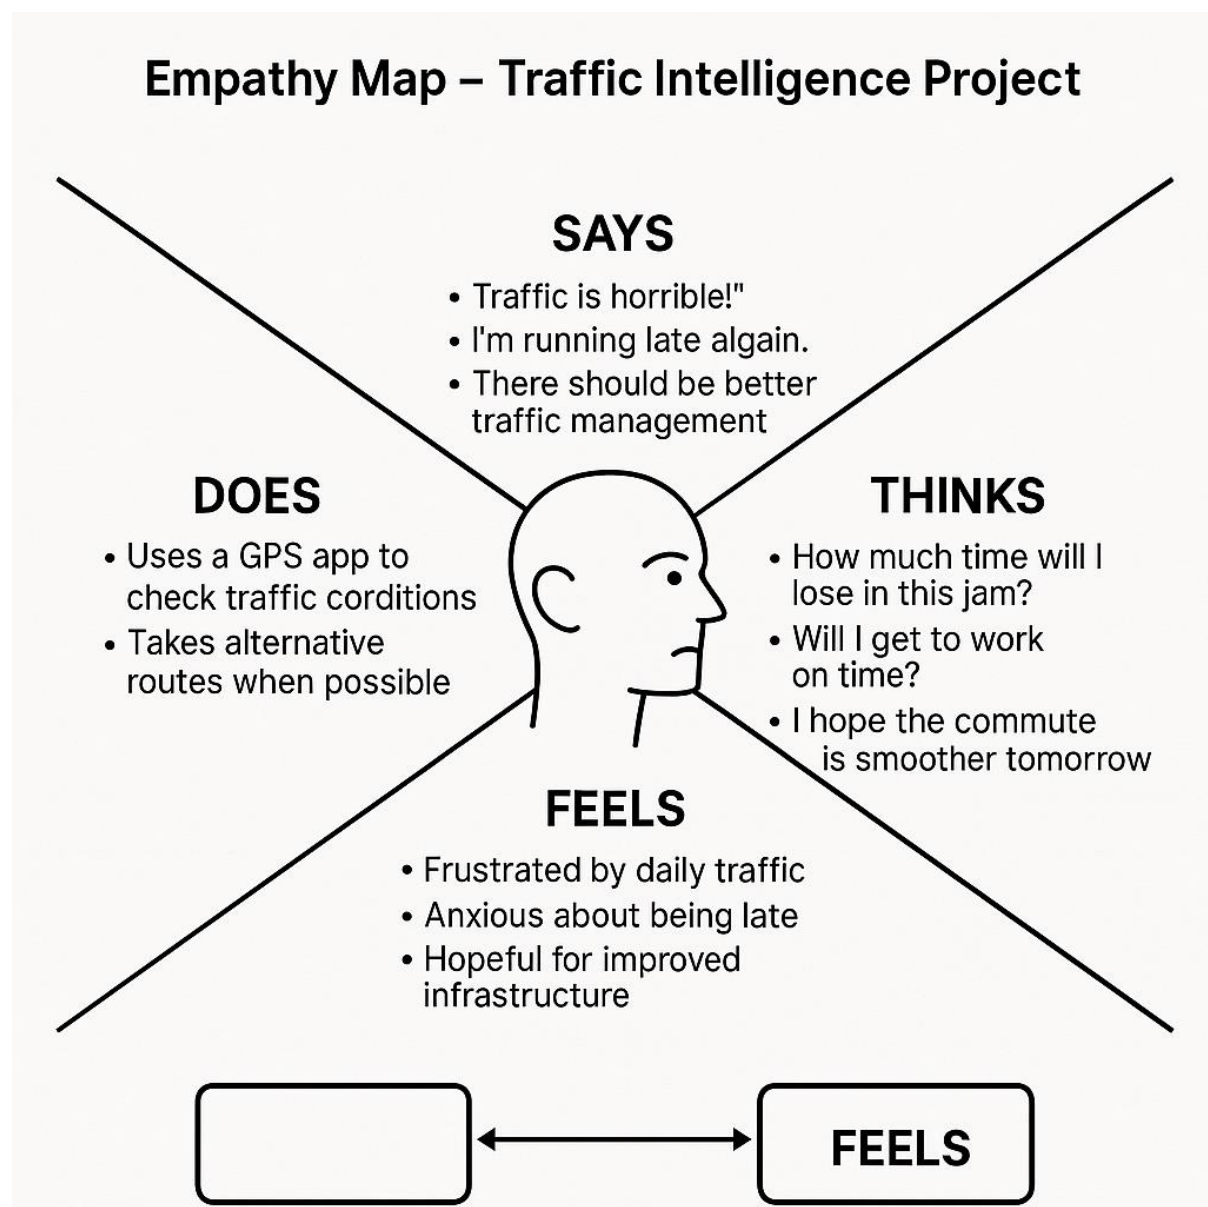 Empathy Map – Traffic Intelligence Project
SAYS
• Traffic is horrible!"
• I'm running late algain.
• There should be better
traffic management
DOES
• Uses a GPS app to
check traffic corditions
• Takes alternative
routes when possible
THINKS
• How much time will I
lose in this jam?
• Will I get to work
on time?
• I hope the commute
is smoother tomorrow
FEELS
• Frustrated by daily traffic
• Anxious about being late
• Hopeful for improved
infrastructure
FEELS